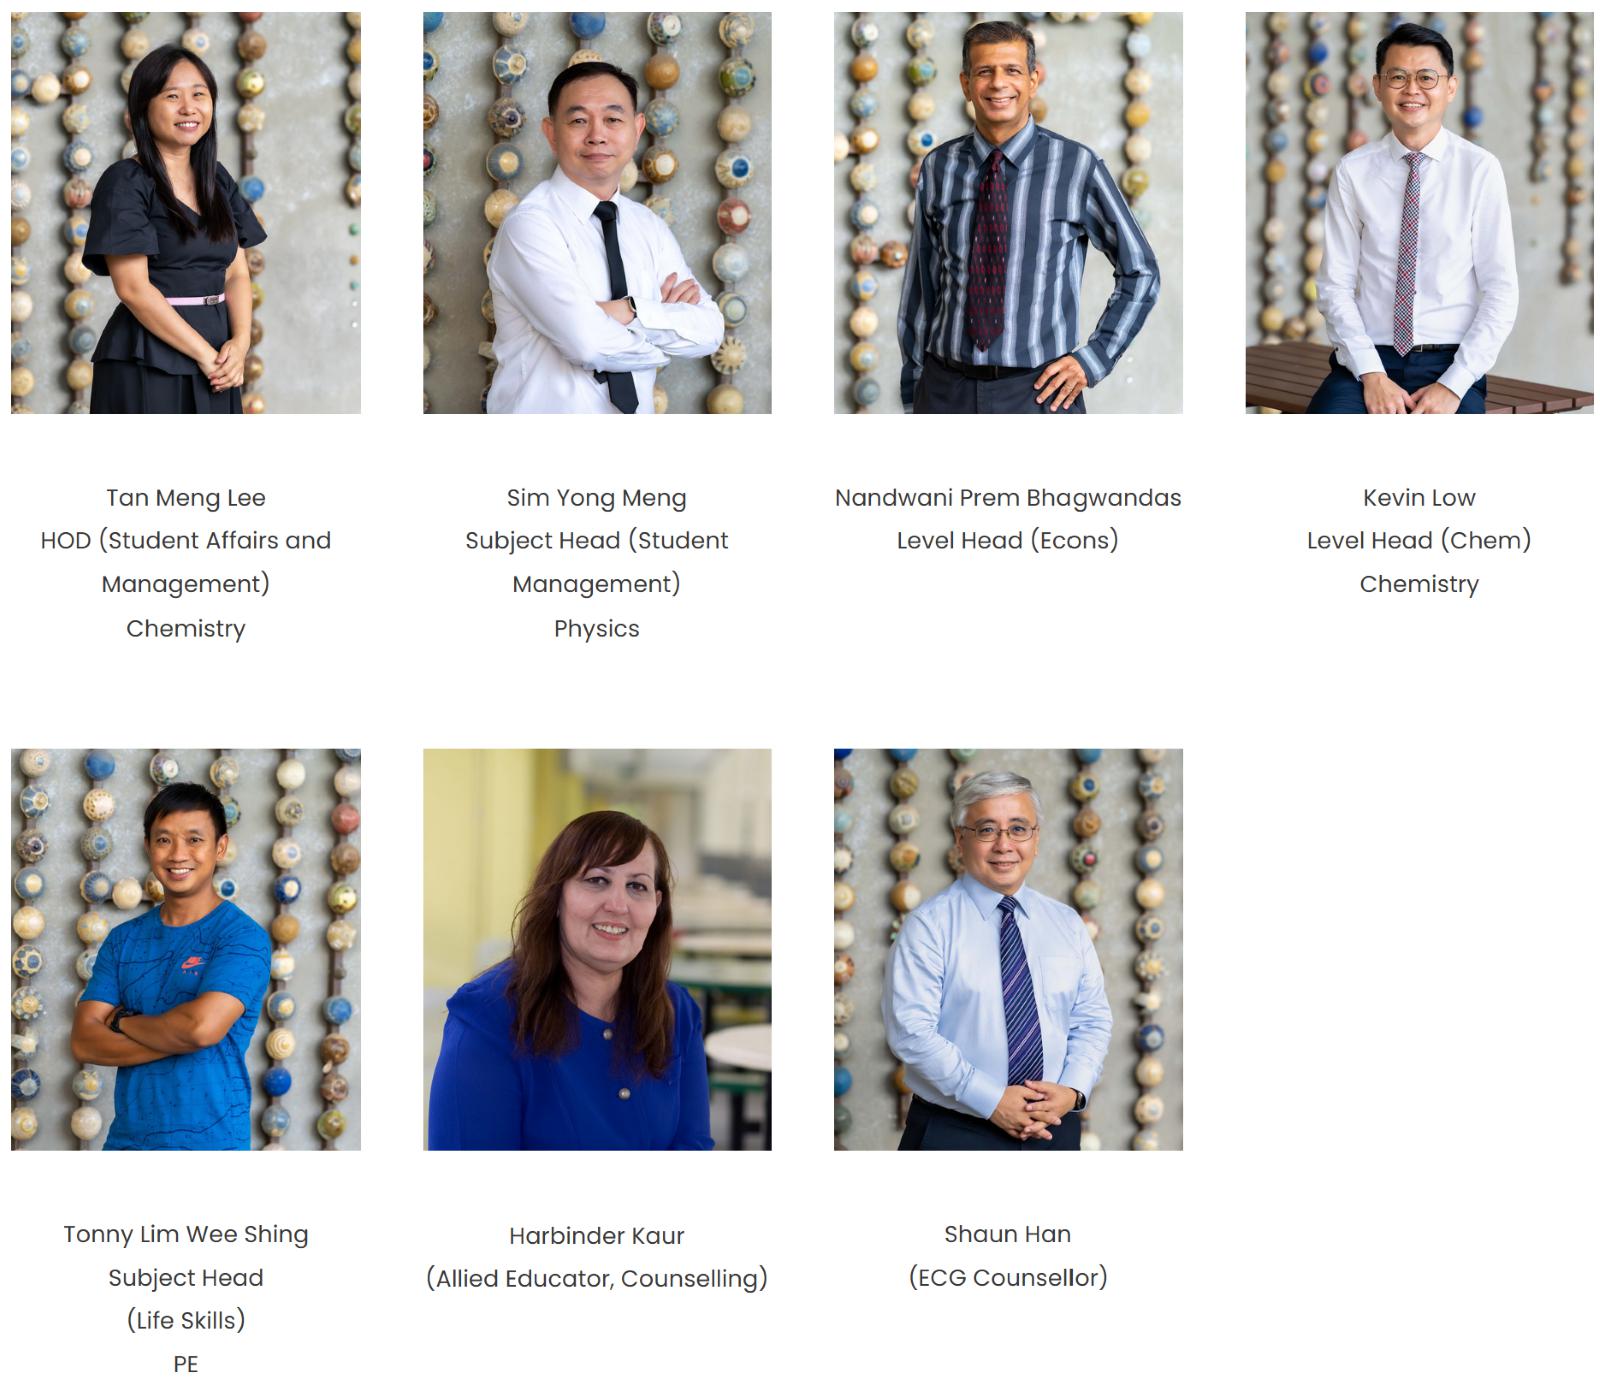 Tan Meng Lee
HOD (Student Affairs and
Management)
Chemistry
Sim Yong Meng
Subject Head (Student
Management)
Physics
Nandwani Prem Bhagwandas
Level Head (Econs)
Kevin Low
Level Head (Chem)
Chemistry
Tonny Lim Wee Shing
Subject Head
(Life Skills)
PE
Harbinder Kaur
(Allied Educator, Counselling)
Shaun Han
(ECG Counsellor)